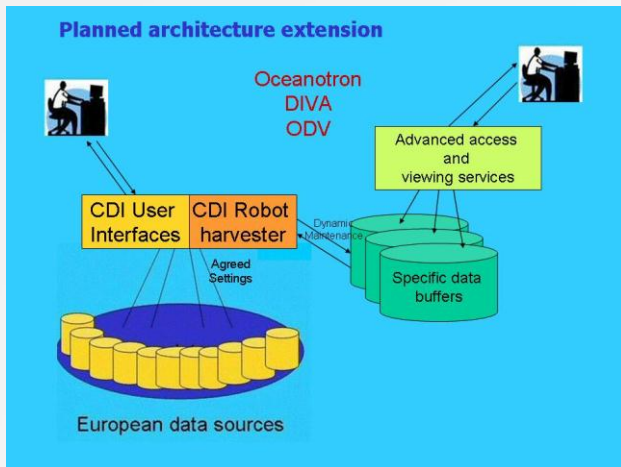 Planned architecture extension
Oceanotron
DIVA
ODV
Advanced access
and
viewing services
CDI User
Interfaces
CDI Robot
harvester
Dynamic
Maintenance
Agreed
Settings
Specific data
buffers
European data sources